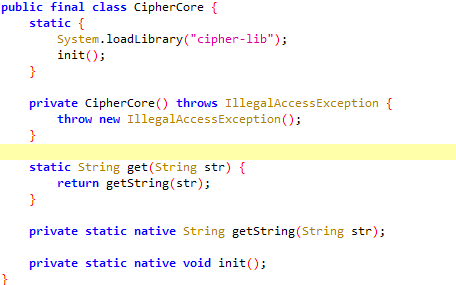 public final class CipherCore {
    static {
        System.loadLibrary("cipher-lib");
        init();
    }

    private CipherCore() throws IllegalAccessException {
        throw new IllegalAccessException();
    }

    static String get(String str) {
        return getString(str);
    }

    private static native String getString(String str);

    private static native void init();
}